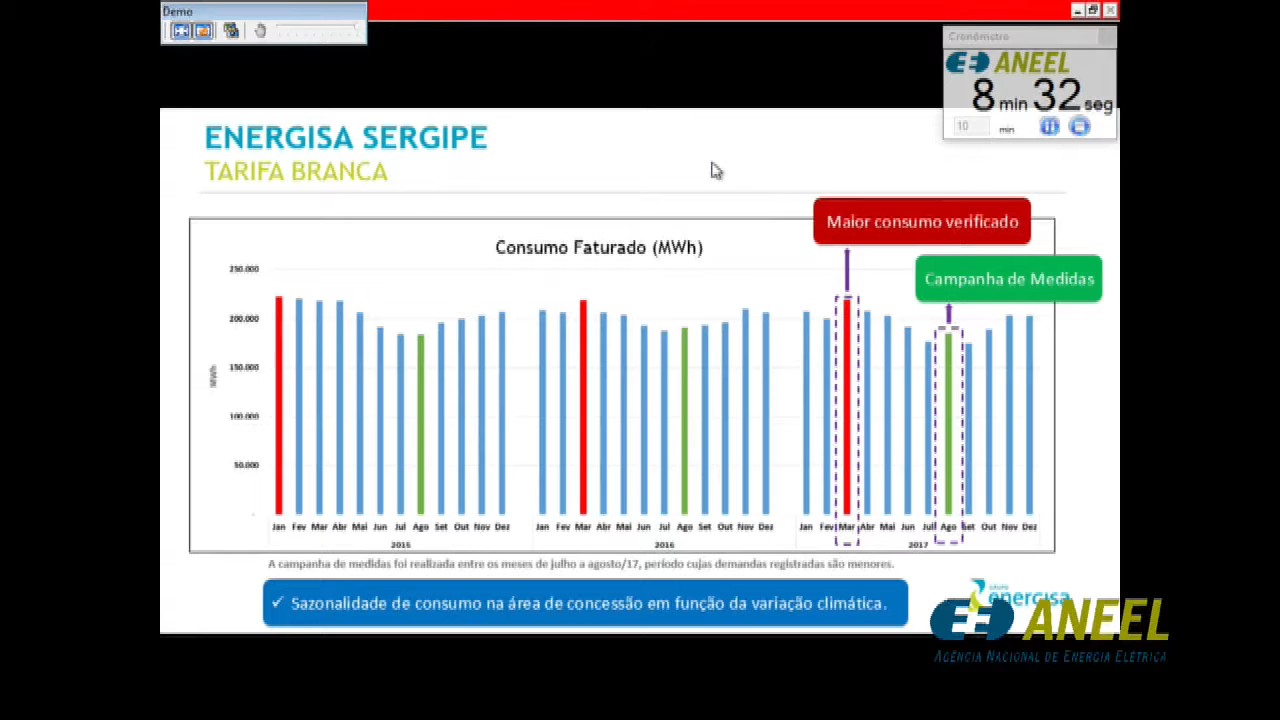 Demo
Cronômetro
ANEEL
8 min 32 seg
10 min
ENERGISA SERGIPE
TARIFA BRANCA
Maior consumo verificado
Consumo Faturado (MWh)
Campanha de Medidas
250.000
200.000
150.000
100.000
50.000
-
MWh
Jan Fev Mar Abr Mai Jun Jul Ago Set Out Nov Dez Jan Fev Mar Abr Mai Jun Jul Ago Set Out Nov Dez Jan Fev Mar Abr Mai Jun Jul Ago Set Out Nov Dez
2015 2016 2017
A campanha de medidas foi realizada entre os meses de julho a agosto/17, período cujas demandas registradas são menores.
✓ Sazonalidade de consumo na área de concessão em função da variação climática.
energisa
ANEEL
AGÊNCIA NACIONAL DE ENERGIA ELÉTRICA